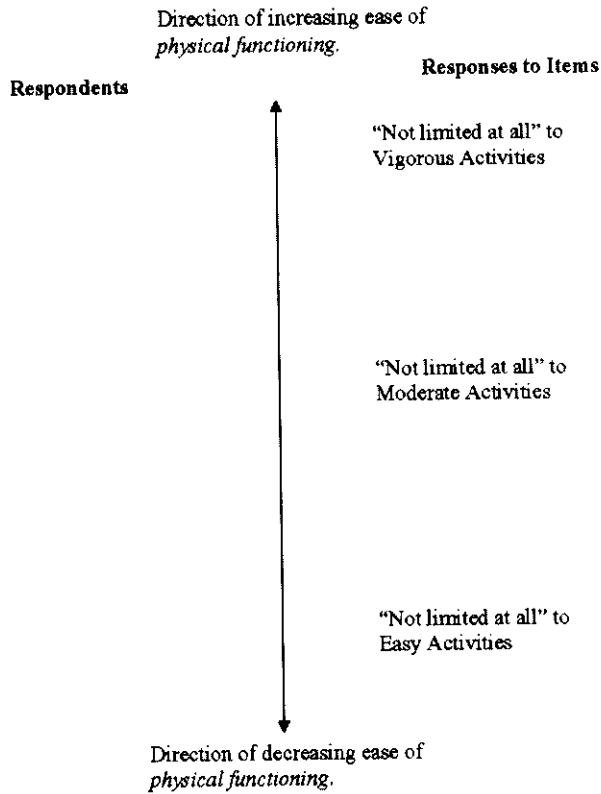 Direction of increasing ease of
physical functioning.
Respondents
Responses to Items
“Not limited at all” to
Vigorous Activities
“Not limited at all” to
Moderate Activities
“Not limited at all” to
Easy Activities
Direction of decreasing ease of
physical functioning.